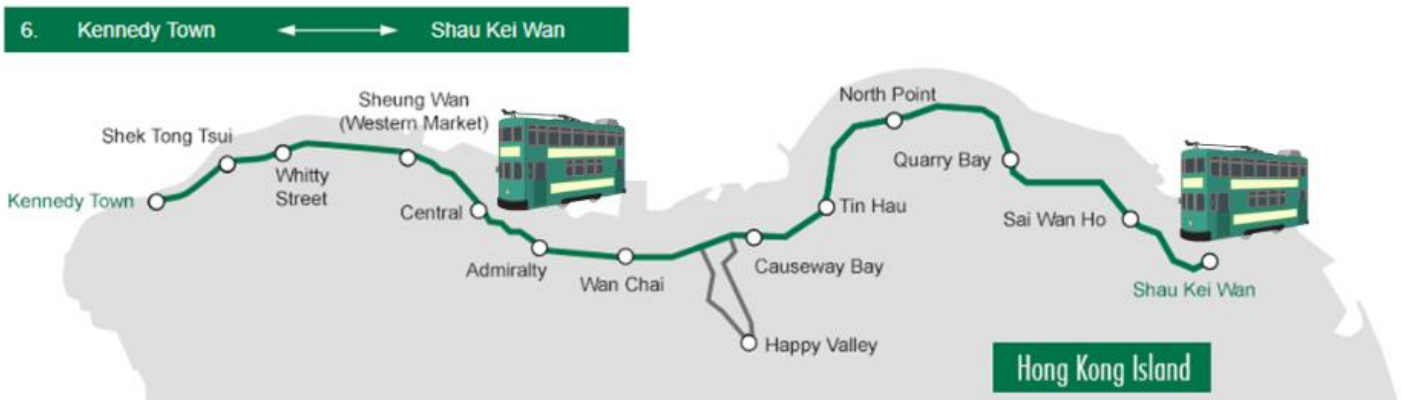 6. Kennedy Town Shau Kei Wan
Sheung Wan
(Western Market)
Shek Tong Tsui
Whitty
Street
Kennedy Town
Central
Admiralty
Wan Chai
Causeway Bay
Happy Valley
Tin Hau
North Point
Quarry Bay
Sai Wan Ho
Shau Kei Wan
Hong Kong Island